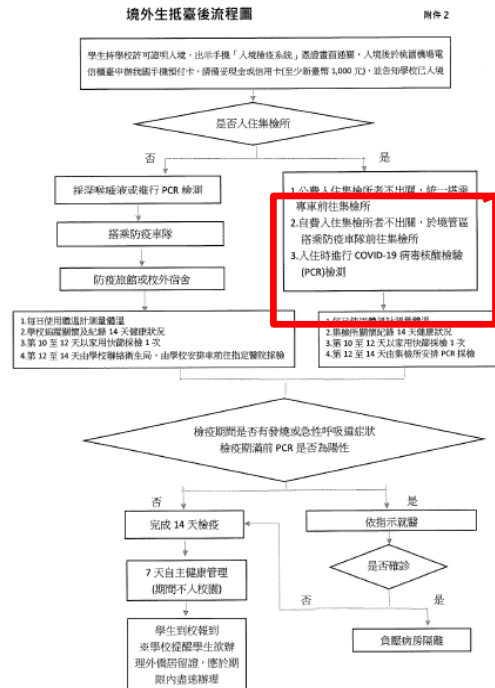 境外生抵臺後流程圖
附件 2
學生持學校許可證明入境,出示手機「入境檢疫系統」憑證畫面通關,入境後於桃園機場電
信櫃臺申辦我國手機預付卡,請備妥現金或信用卡(至少新臺幣 1,000 元),並告知學校已入境
是否入住集檢所
否
是
採深喉唾液或進行 PCR 檢測
搭乘防疫車隊
防疫旅館或校外宿舍
1.公費入住集檢所者不出關,統一搭乘
專車前往集檢所
2.自費入住集檢所者不出關,於境管區
搭乘防疫車隊前往集檢所
3.入住時進行 COVID-19 病毒核酸檢驗
(PCR)檢測
1.每日使用體溫計測量體溫
2.學校追蹤關懷及紀錄 14 天健康狀況
3.第 10 至 12 天以家用快篩採檢 1 次
4.第 12 至 14 天由學校聯絡衛生局,由學校安排車前往指定醫院採檢
1.每日使用體溫計測量體溫
2.集檢所關懷紀錄 14 天健康狀況
3.第 10 至 12 天以家用快篩採檢 1 次
4.第 12 至 14 天由集檢所安排 PCR 採檢
檢疫期間是否有發燒或急性呼吸道症狀
檢疫期滿前 PCR 是否為陽性
否
是
完成 14 天檢疫
依指示就醫
7 天自主健康管理
(期間不入校園)
是否確診
否
是
學生到校報到
※學校提醒學生欲辦
理外僑居留證,應於期
限內盡速辦理
負壓病房隔離